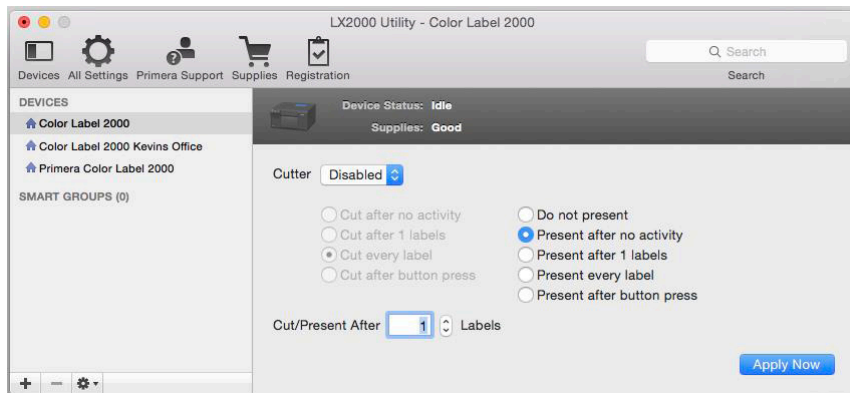 LX2000 Utility - Color Label 2000
Devices All Settings Primera Support Supplies Registration
Search
Search
DEVICES
Color Label 2000
Color Label 2000 Kevins Office
Primera Color Label 2000
SMART GROUPS (0)
Device Status: Idle
Supplies: Good
Cutter Disabled
Cut after no activity
Cut after 1 labels
Cut every label
Cut after button press
Do not present
Present after no activity
Present after 1 labels
Present every label
Present after button press
Cut/Present After 1 Labels
Apply Now